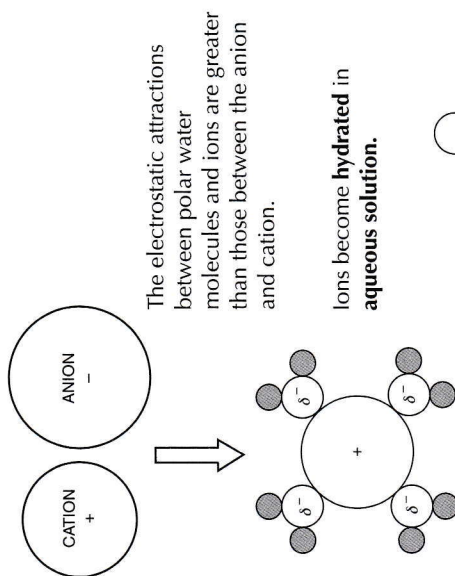 CATION
+
ANION
−
The electrostatic attractions
between polar water
molecules and ions are greater
than those between the anion
and cation.
δ−
δ−
+
δ−
δ−
Ions become hydrated in
aqueous solution.